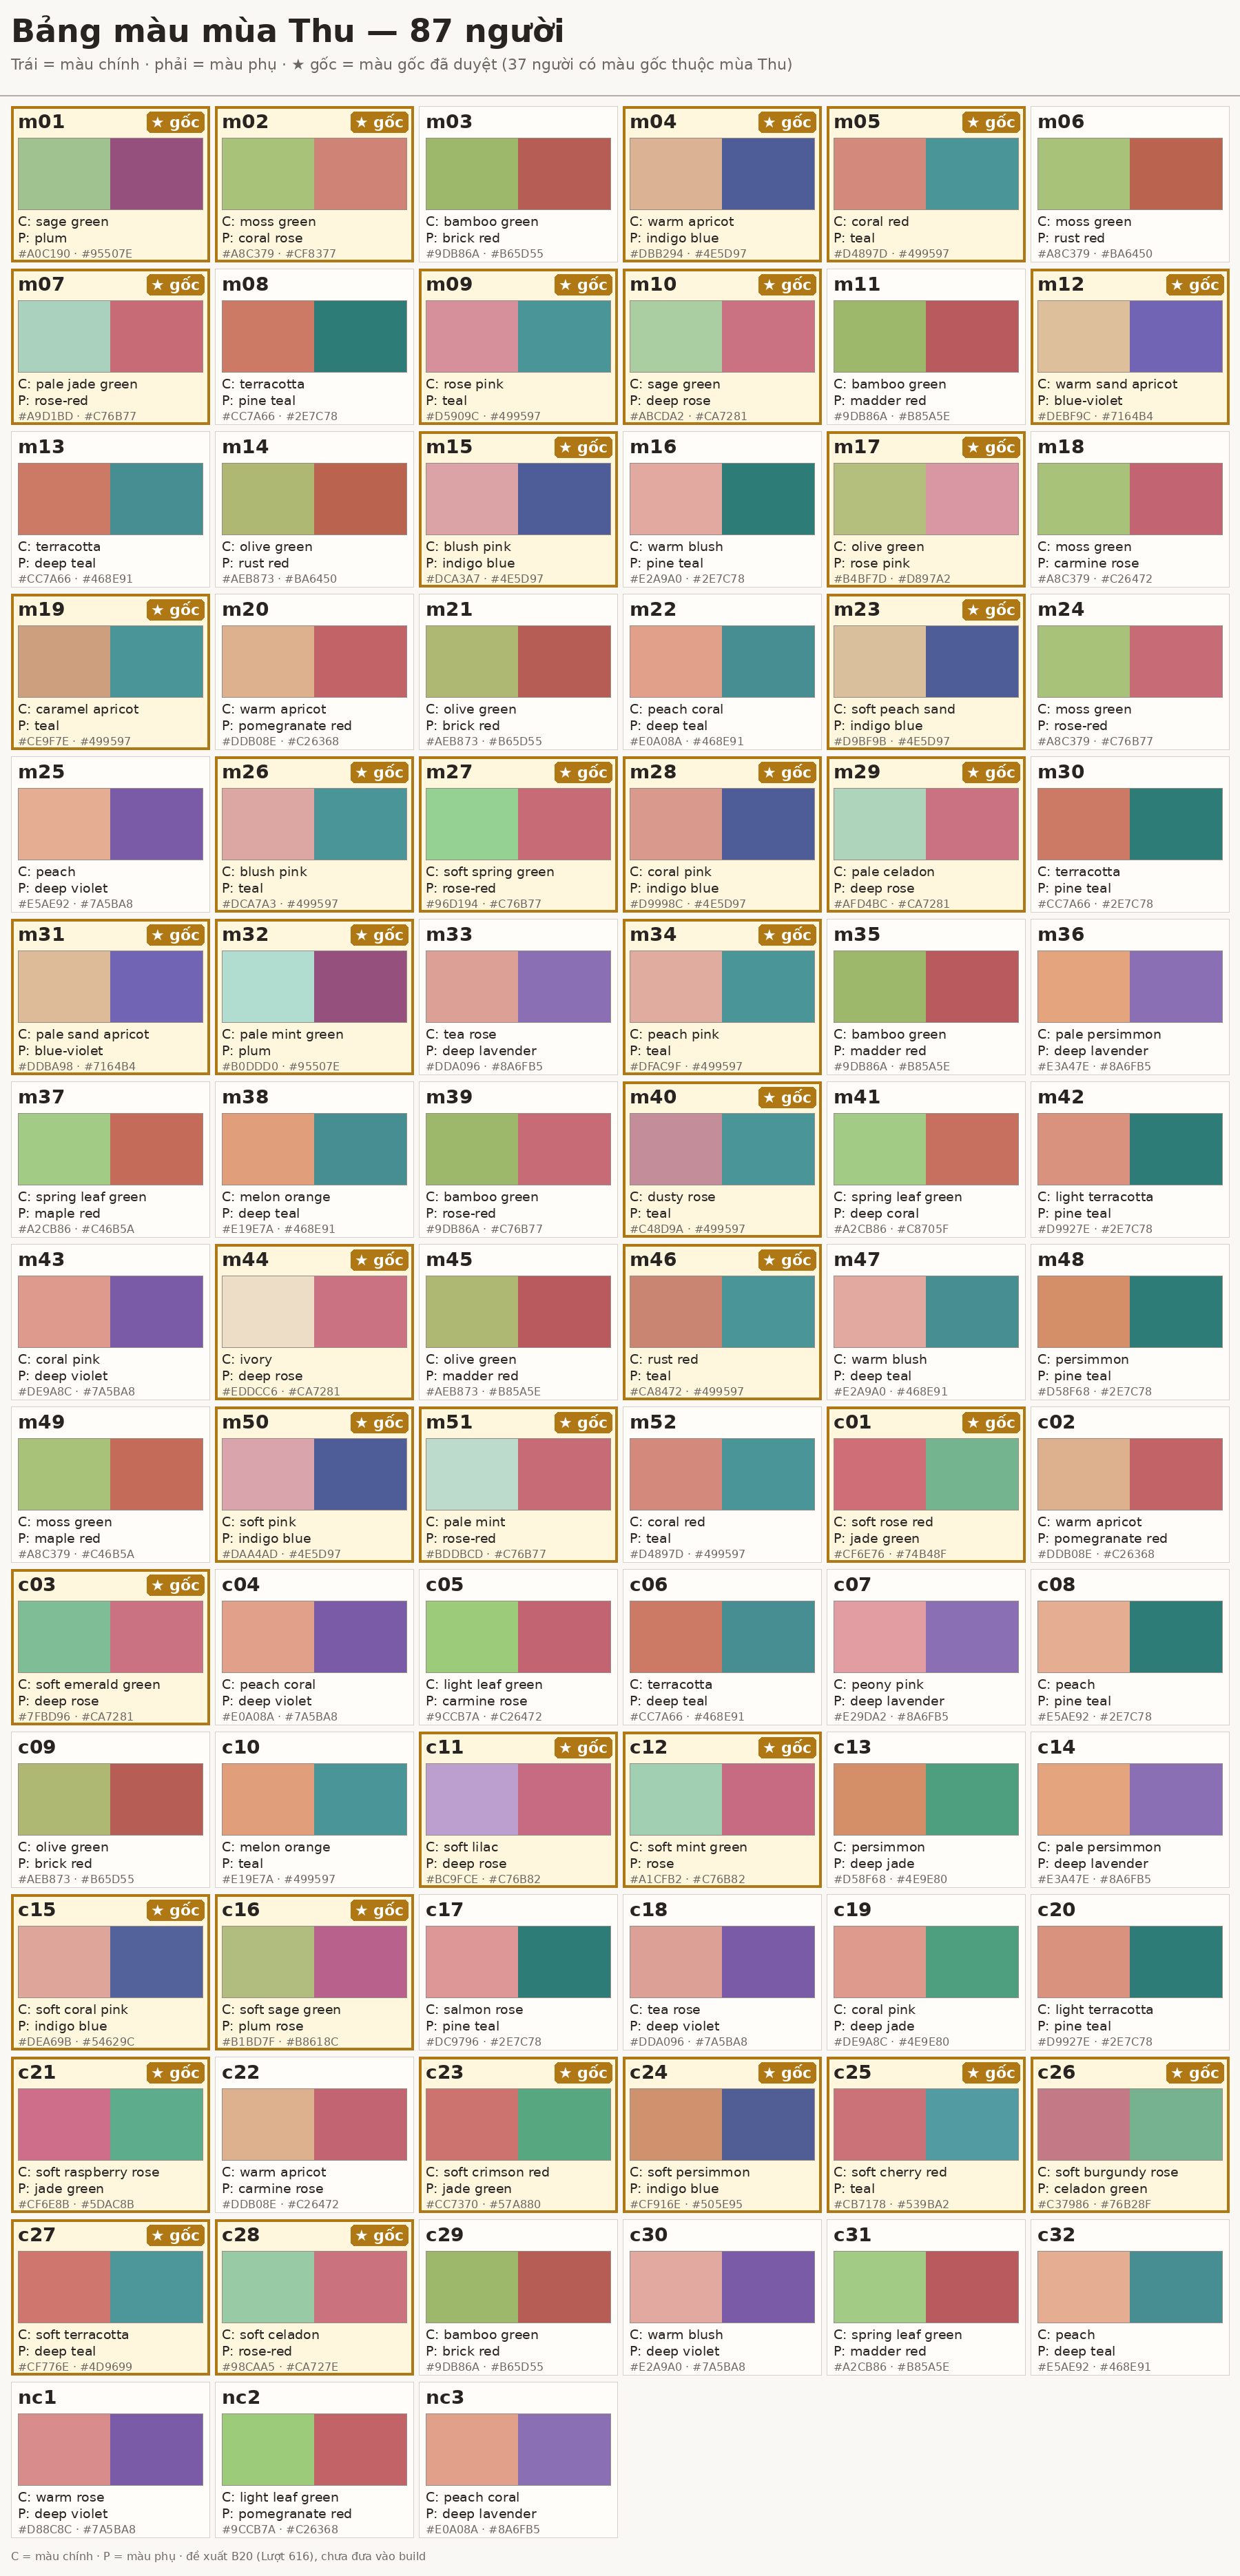 Bảng màu mùa Thu — 87 người
Trái = màu chính · phải = màu phụ · ★ gốc = màu gốc đã duyệt (37 người có màu gốc thuộc mùa Thu)
m01 ★ gốc
C: sage green
P: plum
#A0C190 · #95507E
m02 ★ gốc
C: moss green
P: coral rose
#A8C379 · #CF8377
m03
C: bamboo green
P: brick red
#9DB86A · #B65D55
m04 ★ gốc
C: warm apricot
P: indigo blue
#DBB294 · #4E5D97
m05 ★ gốc
C: coral red
P: teal
#D4897D · #499597
m06
C: moss green
P: rust red
#A8C379 · #BA6450
m07 ★ gốc
C: pale jade green
P: rose-red
#A9D1BD · #C76B77
m08
C: terracotta
P: pine teal
#CC7A66 · #2E7C78
m09 ★ gốc
C: rose pink
P: teal
#D5909C · #499597
m10 ★ gốc
C: sage green
P: deep rose
#ABCDA2 · #CA7281
m11
C: bamboo green
P: madder red
#9DB86A · #B85A5E
m12 ★ gốc
C: warm sand apricot
P: blue-violet
#DEBF9C · #7164B4
m13
C: terracotta
P: deep teal
#CC7A66 · #468E91
m14
C: olive green
P: rust red
#AEB873 · #BA6450
m15 ★ gốc
C: blush pink
P: indigo blue
#DCA3A7 · #4E5D97
m16
C: warm blush
P: pine teal
#E2A9A0 · #2E7C78
m17 ★ gốc
C: olive green
P: rose pink
#B4BF7D · #D897A2
m18
C: moss green
P: carmine rose
#A8C379 · #C26472
m19 ★ gốc
C: caramel apricot
P: teal
#CE9F7E · #499597
m20
C: warm apricot
P: pomegranate red
#DDB08E · #C26368
m21
C: olive green
P: brick red
#AEB873 · #B65D55
m22
C: peach coral
P: deep teal
#E0A08A · #468E91
m23 ★ gốc
C: soft peach sand
P: indigo blue
#D9BF9B · #4E5D97
m24
C: moss green
P: rose-red
#A8C379 · #C76B77
m25
C: peach
P: deep violet
#E5AE92 · #7A5BA8
m26 ★ gốc
C: blush pink
P: teal
#DCA7A3 · #499597
m27 ★ gốc
C: soft spring green
P: rose-red
#96D194 · #C76B77
m28 ★ gốc
C: coral pink
P: indigo blue
#D9998C · #4E5D97
m29 ★ gốc
C: pale celadon
P: deep rose
#AFD4BC · #CA7281
m30
C: terracotta
P: pine teal
#CC7A66 · #2E7C78
m31 ★ gốc
C: pale sand apricot
P: blue-violet
#DDBA98 · #7164B4
m32 ★ gốc
C: pale mint green
P: plum
#B0DDD0 · #95507E
m33
C: tea rose
P: deep lavender
#DDA096 · #8A6FB5
m34 ★ gốc
C: peach pink
P: teal
#DFAC9F · #499597
m35
C: bamboo green
P: madder red
#9DB86A · #B85A5E
m36
C: pale persimmon
P: deep lavender
#E3A47E · #8A6FB5
m37
C: spring leaf green
P: maple red
#A2CB86 · #C46B5A
m38
C: melon orange
P: deep teal
#E19E7A · #468E91
m39
C: bamboo green
P: rose-red
#9DB86A · #C76B77
m40 ★ gốc
C: dusty rose
P: teal
#C48D9A · #499597
m41
C: spring leaf green
P: deep coral
#A2CB86 · #C8705F
m42
C: light terracotta
P: pine teal
#D9927E · #2E7C78
m43
C: coral pink
P: deep violet
#DE9A8C · #7A5BA8
m44 ★ gốc
C: ivory
P: deep rose
#EDDCC6 · #CA7281
m45
C: olive green
P: madder red
#AEB873 · #B85A5E
m46 ★ gốc
C: rust red
P: teal
#CA8472 · #499597
m47
C: warm blush
P: deep teal
#E2A9A0 · #468E91
m48
C: persimmon
P: pine teal
#D58F68 · #2E7C78
m49
C: moss green
P: maple red
#A8C379 · #C46B5A
m50 ★ gốc
C: soft pink
P: indigo blue
#DAA4AD · #4E5D97
m51 ★ gốc
C: pale mint
P: rose-red
#BDDBCD · #C76B77
m52
C: coral red
P: teal
#D4897D · #499597
c01 ★ gốc
C: soft rose red
P: jade green
#CF6E76 · #74B48F
c02
C: warm apricot
P: pomegranate red
#DDB08E · #C26368
c03 ★ gốc
C: soft emerald green
P: deep rose
#7FBD96 · #CA7281
c04
C: peach coral
P: deep violet
#E0A08A · #7A5BA8
c05
C: light leaf green
P: carmine rose
#9CCB7A · #C26472
c06
C: terracotta
P: deep teal
#CC7A66 · #468E91
c07
C: peony pink
P: deep lavender
#E29DA2 · #8A6FB5
c08
C: peach
P: pine teal
#E5AE92 · #2E7C78
c09
C: olive green
P: brick red
#AEB873 · #B65D55
c10
C: melon orange
P: teal
#E19E7A · #499597
c11 ★ gốc
C: soft lilac
P: deep rose
#BC9FCE · #C76B82
c12 ★ gốc
C: soft mint green
P: rose
#A1CFB2 · #C76B82
c13
C: persimmon
P: deep jade
#D58F68 · #4E9E80
c14
C: pale persimmon
P: deep lavender
#E3A47E · #8A6FB5
c15 ★ gốc
C: soft coral pink
P: indigo blue
#DEA69B · #54629C
c16 ★ gốc
C: soft sage green
P: plum rose
#B1BD7F · #B8618C
c17
C: salmon rose
P: pine teal
#DC9796 · #2E7C78
c18
C: tea rose
P: deep violet
#DDA096 · #7A5BA8
c19
C: coral pink
P: deep jade
#DE9A8C · #4E9E80
c20
C: light terracotta
P: pine teal
#D9927E · #2E7C78
c21 ★ gốc
C: soft raspberry rose
P: jade green
#CF6E8B · #5DAC8B
c22
C: warm apricot
P: carmine rose
#DDB08E · #C26472
c23 ★ gốc
C: soft crimson red
P: jade green
#CC7370 · #57A880
c24 ★ gốc
C: soft persimmon
P: indigo blue
#CF916E · #505E95
c25 ★ gốc
C: soft cherry red
P: teal
#CB7178 · #539BA2
c26 ★ gốc
C: soft burgundy rose
P: celadon green
#C37986 · #76B28F
c27 ★ gốc
C: soft terracotta
P: deep teal
#CF776E · #4D9699
c28 ★ gốc
C: soft celadon
P: rose-red
#98CAA5 · #CA727E
c29
C: bamboo green
P: brick red
#9DB86A · #B65D55
c30
C: warm blush
P: deep violet
#E2A9A0 · #7A5BA8
c31
C: spring leaf green
P: madder red
#A2CB86 · #B85A5E
c32
C: peach
P: deep teal
#E5AE92 · #468E91
nc1
C: warm rose
P: deep violet
#D88C8C · #7A5BA8
nc2
C: light leaf green
P: pomegranate red
#9CCB7A · #C26368
nc3
C: peach coral
P: deep lavender
#E0A08A · #8A6FB5
C = màu chính · P = màu phụ · đề xuất B20 (Lượt 616), chưa đưa vào build